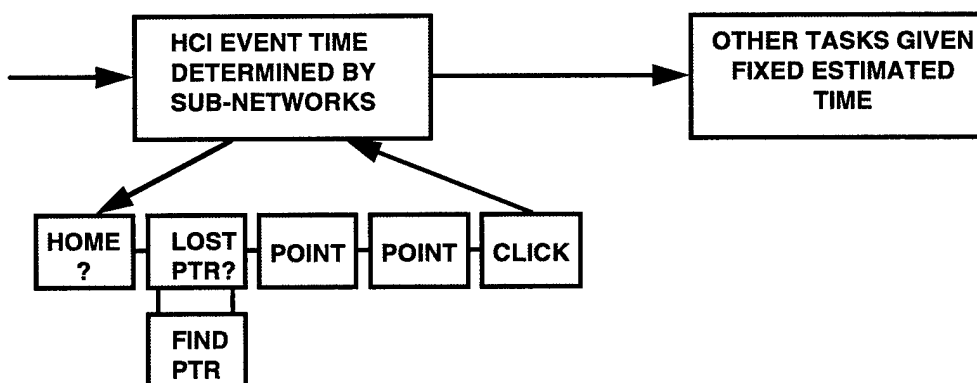 HCI EVENT TIME
DETERMINED BY
SUB-NETWORKS
OTHER TASKS GIVEN
FIXED ESTIMATED
TIME
HOME
?
LOST
PTR?
POINT
POINT
CLICK
FIND
PTR